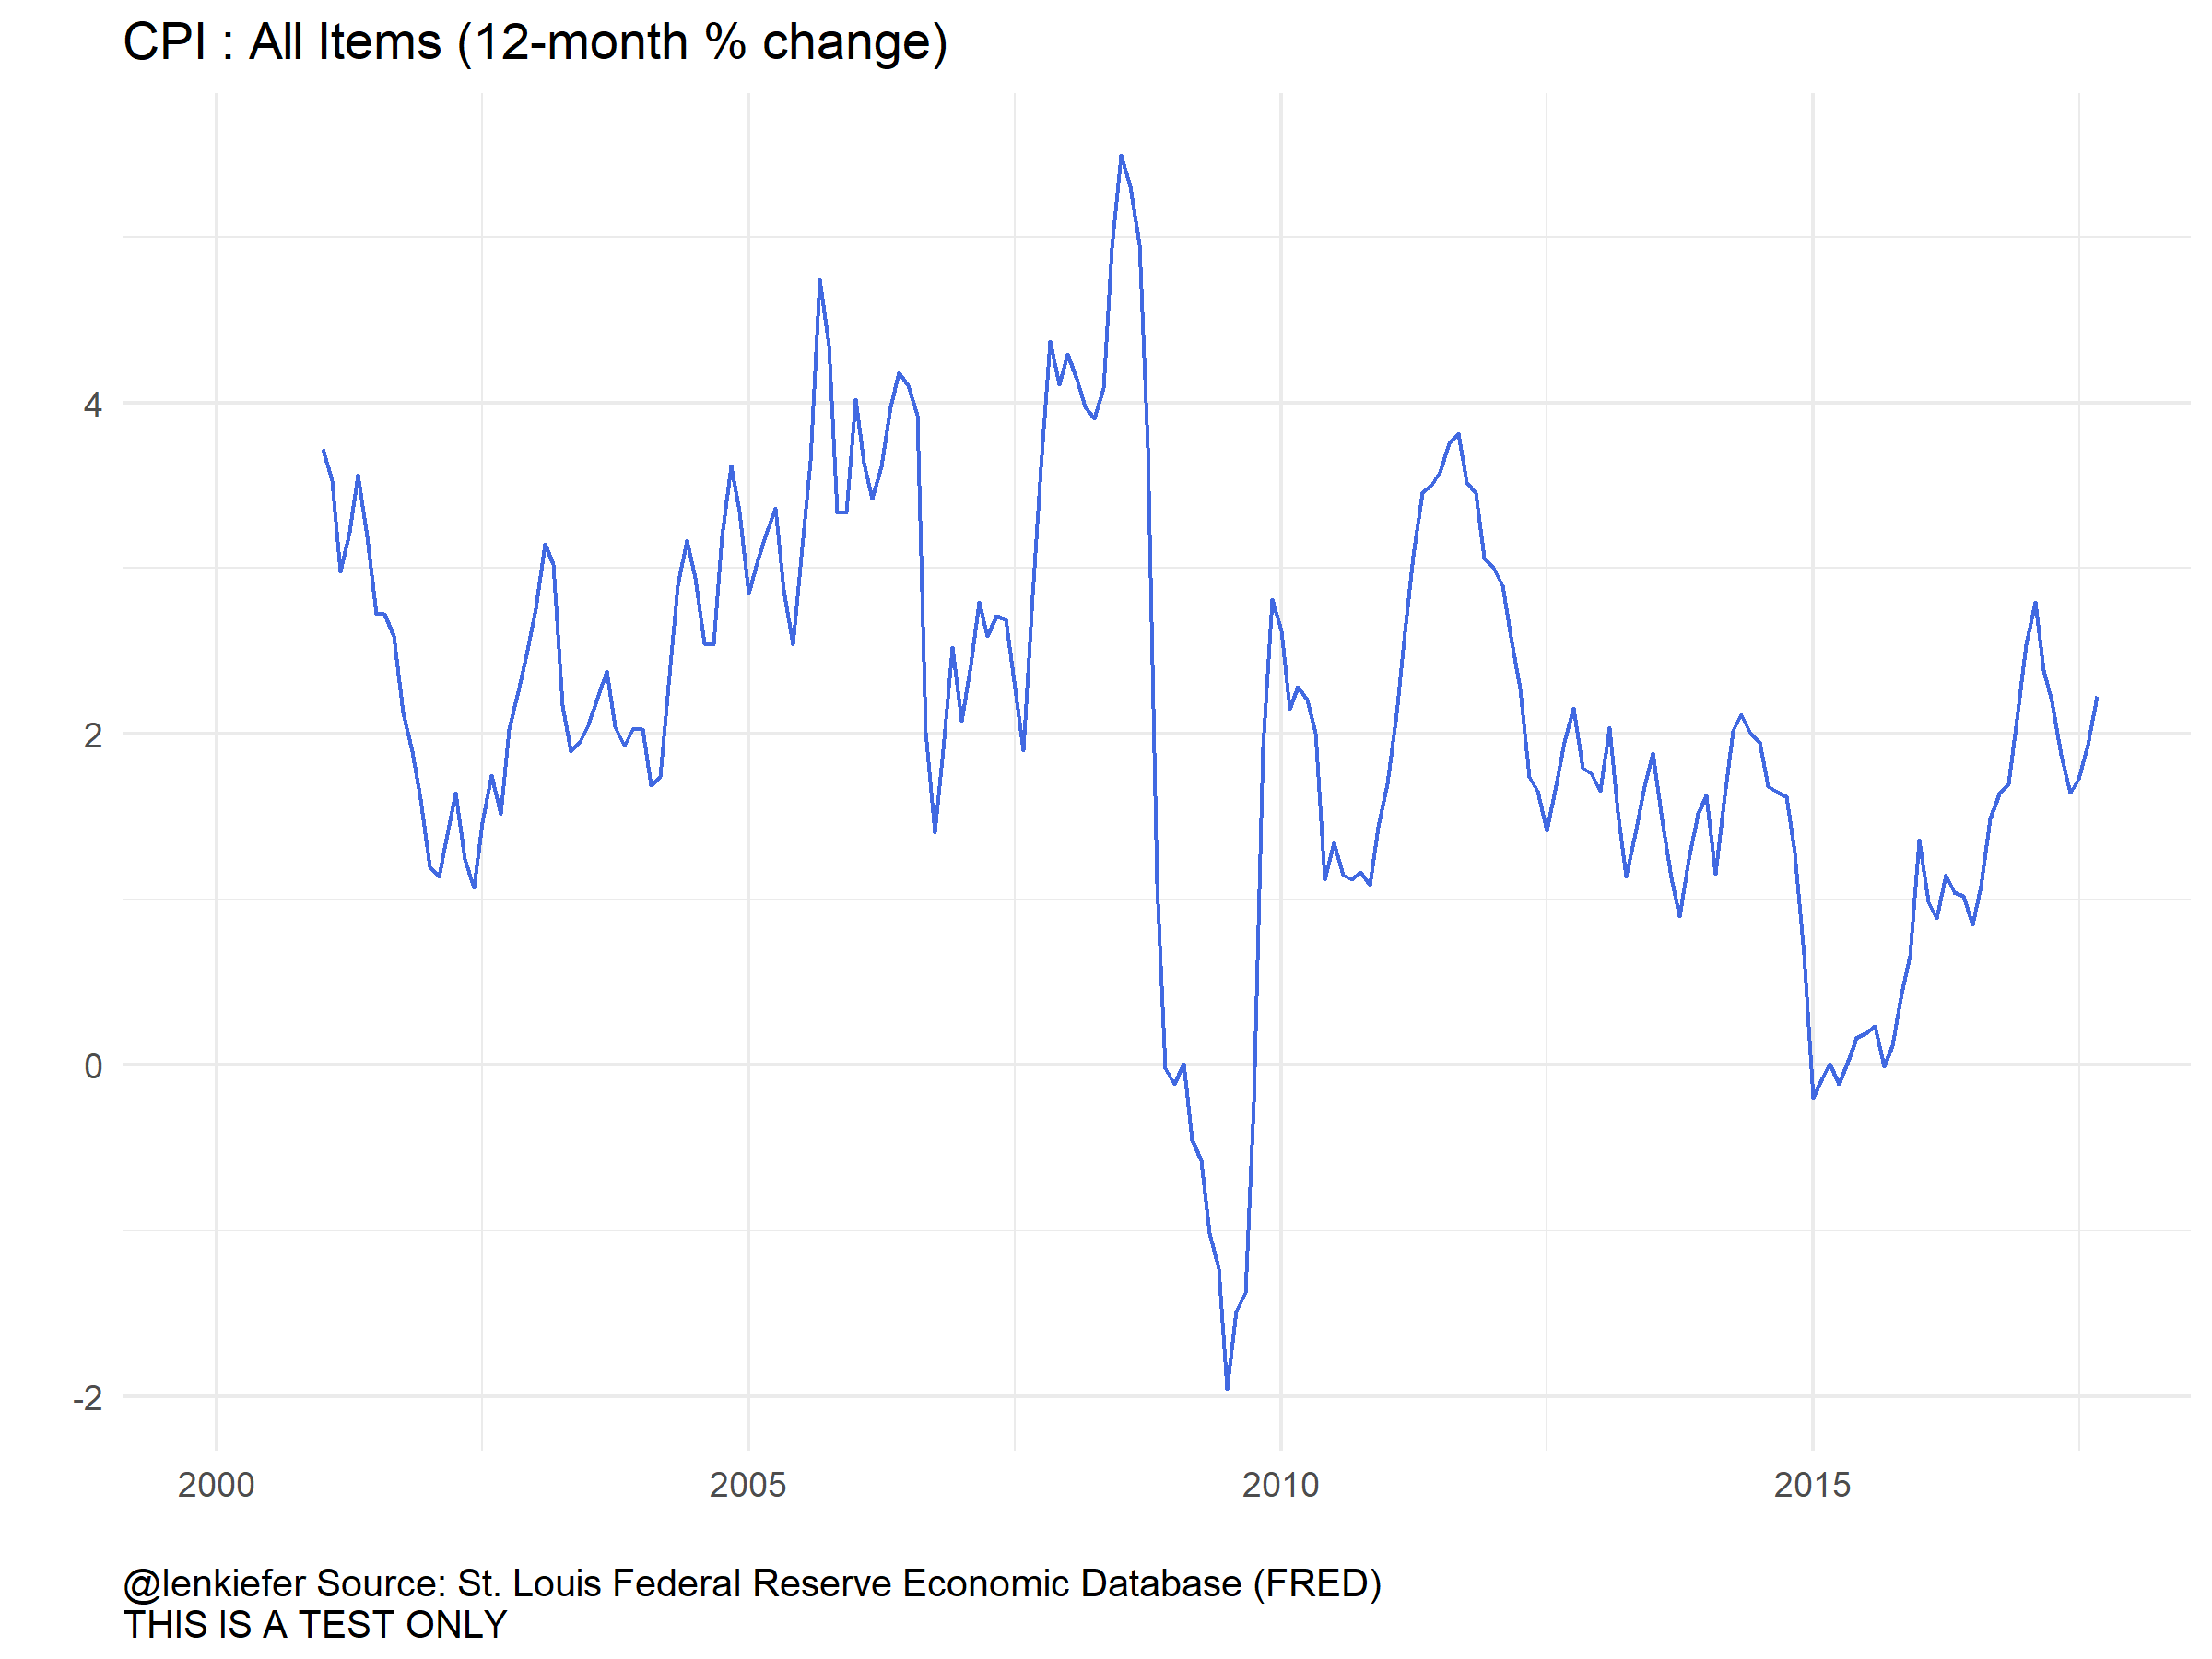 CPI : All Items (12-month % change)
4
2
0
-2
2000 2005 2010 2015
@lenkiefer Source: St. Louis Federal Reserve Economic Database (FRED)
THIS IS A TEST ONLY